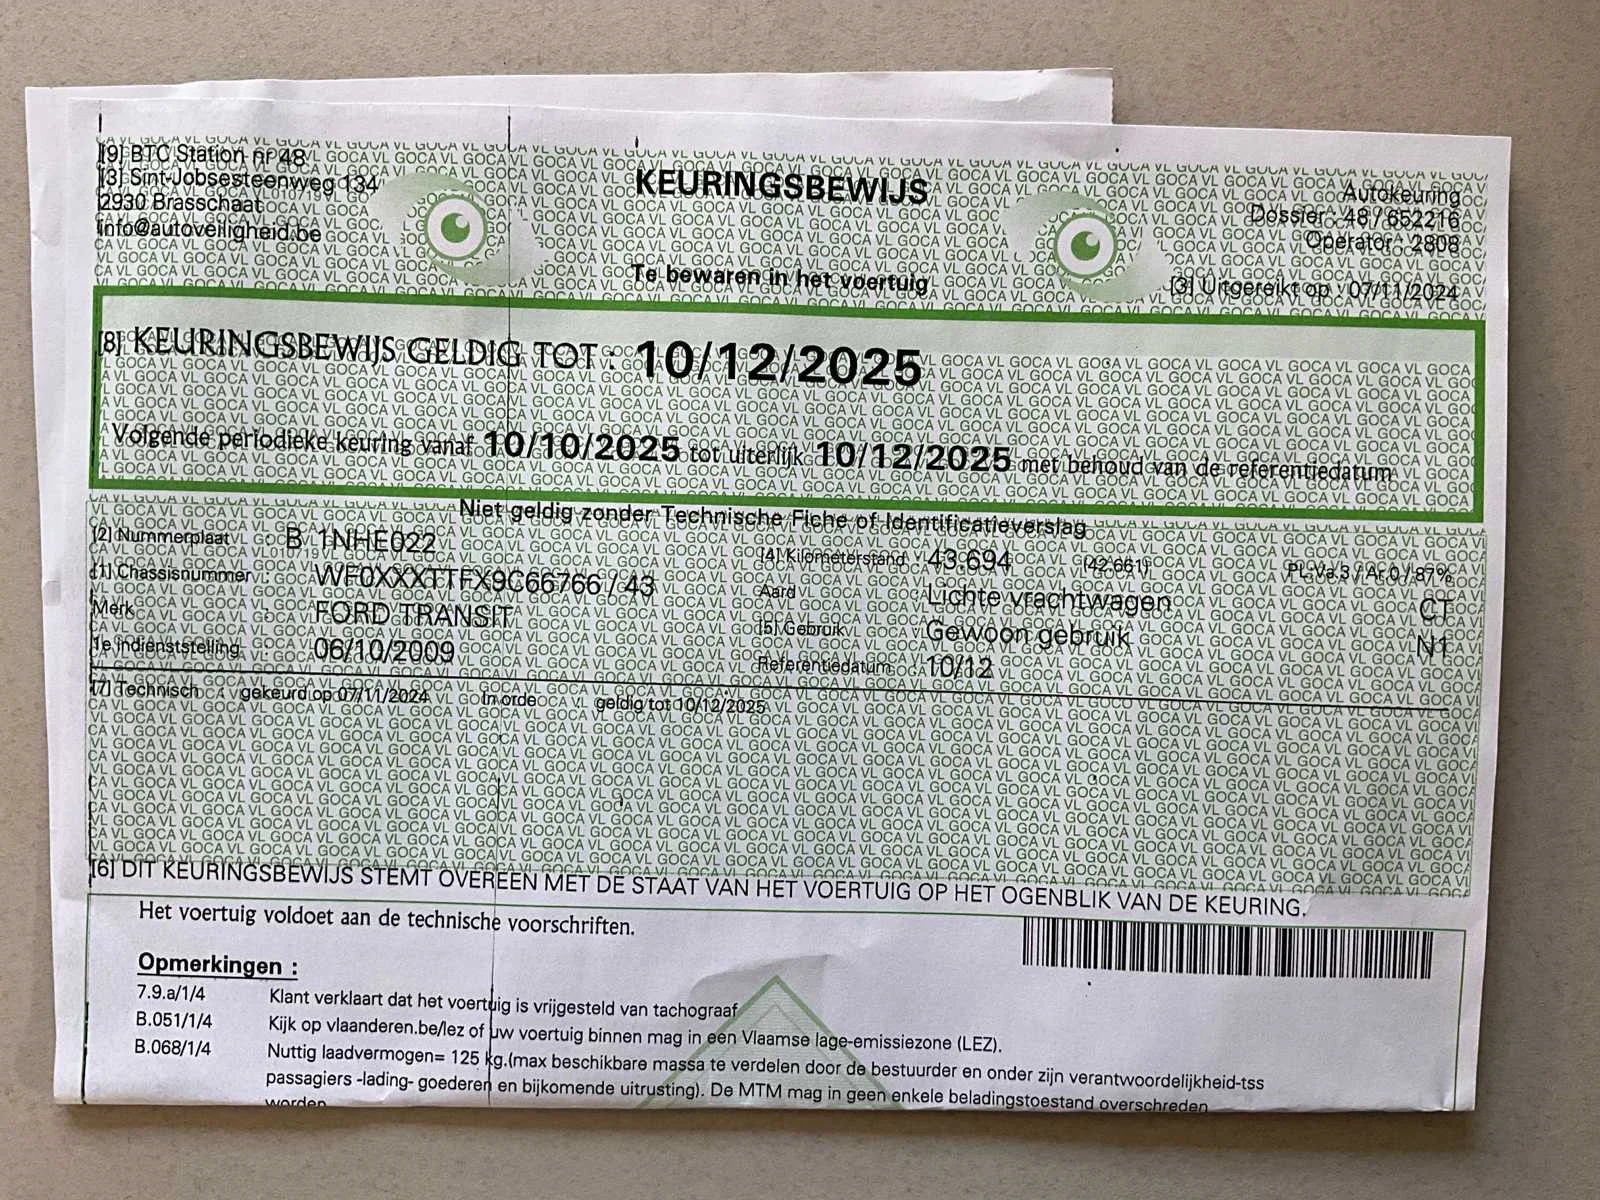 [9] BTC Station nr 48
[3] Sint-Jobsesteenweg 134
2930 Brasschaat
info@autoveiligheid.be
KEURINGSBEWIJS
Te bewaren in het voertuig
Autokeuring
Dossier : 48 / 652216
Operator : 2808
[3] Uitgereikt op : 07/11/2024
[8] KEURINGSBEWIJS GELDIG TOT : 10/12/2025
Volgende periodieke keuring vanaf 10/10/2025 tot uiterlijk 10/12/2025 met behoud van de referentiedatum
Niet geldig zonder Technische Fiche of Identificatieverslag
[2] Nummerplaat : B 1NHE022
[1] Chassisnummer : WF0XXXTTFX9C66766 / 43
Merk : FORD TRANSIT
1e indienststelling : 06/10/2009
[4] Kilometerstand : 43.694 (42.661) PL:Va.3 / Ar.0 / 87%
Aard : Lichte vrachtwagen CT
[5] Gebruik : Gewoon gebruik N1
Referentiedatum : 10/12
[7] Technisch : gekeurd op 07/11/2024 In orde geldig tot 10/12/2025
[6] DIT KEURINGSBEWIJS STEMT OVEREEN MET DE STAAT VAN HET VOERTUIG OP HET OGENBLIK VAN DE KEURING.
Het voertuig voldoet aan de technische voorschriften.
Opmerkingen :
7.9.a/1/4 Klant verklaart dat het voertuig is vrijgesteld van tachograaf
B.051/1/4 Kijk op vlaanderen.be/lez of uw voertuig binnen mag in een Vlaamse lage-emissiezone (LEZ).
B.068/1/4 Nuttig laadvermogen= 125 kg.(max beschikbare massa te verdelen door de bestuurder en onder zijn verantwoordelijkheid-tss
passagiers -lading- goederen en bijkomende uitrusting). De MTM mag in geen enkele beladingstoestand overschreden
worden